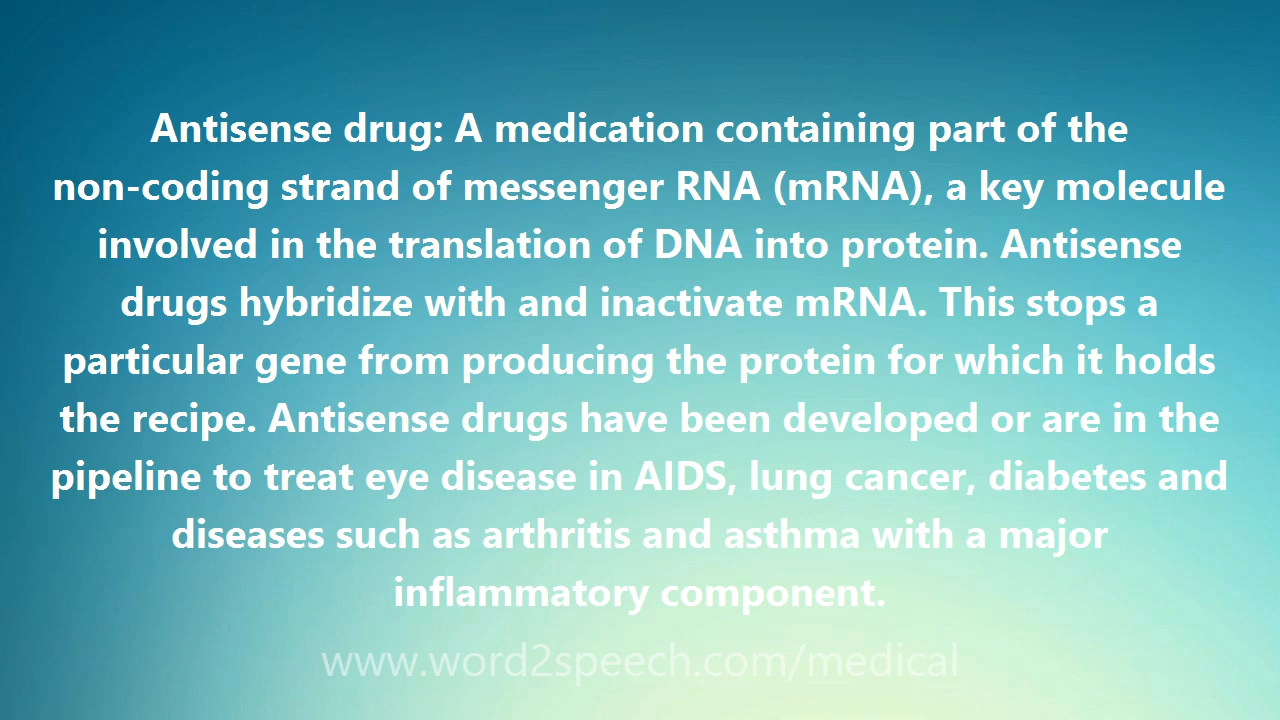 Antisense drug: A medication containing part of the
non-coding strand of messenger RNA (mRNA), a key molecule
involved in the translation of DNA into protein. Antisense
drugs hybridize with and inactivate mRNA. This stops a
particular gene from producing the protein for which it holds
the recipe. Antisense drugs have been developed or are in the
pipeline to treat eye disease in AIDS, lung cancer, diabetes and
diseases such as arthritis and asthma with a major
inflammatory component.
www.word2speech.com/medical